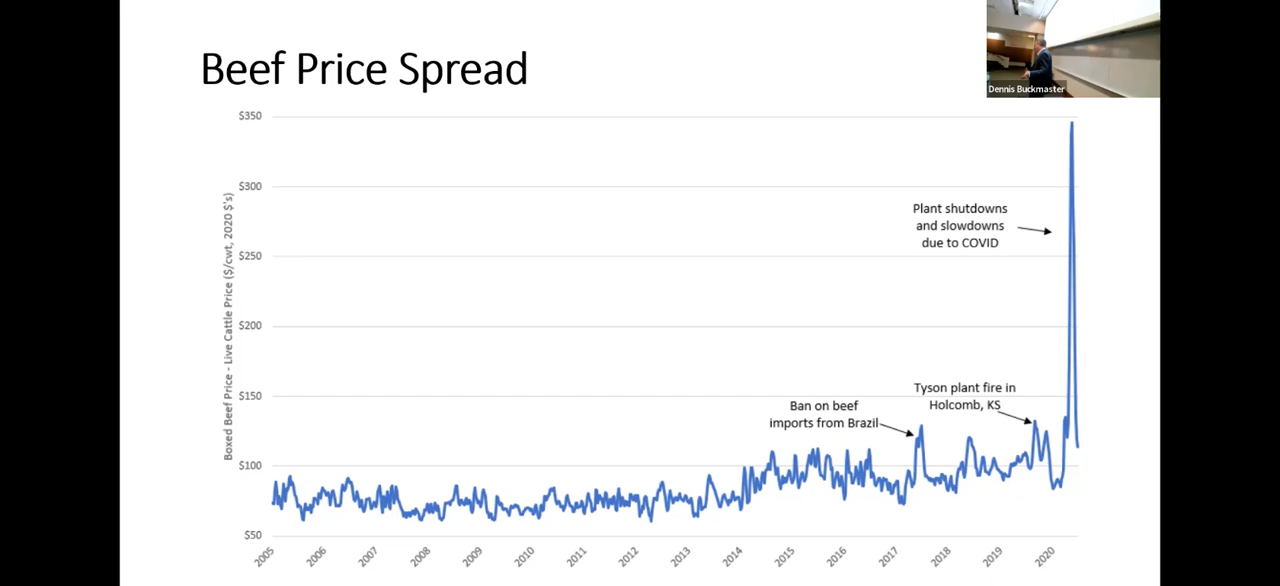 Beef Price Spread
Dennis Buckmaster
Boxed Beef Price - Live Cattle Price ($/cwt, 2020 $'s)
$350
$300
$250
$200
$150
$100
$50
Plant shutdowns
and slowdowns
due to COVID
Tyson plant fire in
Holcomb, KS
Ban on beef
imports from Brazil
2005
2006
2007
2008
2009
2010
2011
2012
2013
2014
2015
2016
2017
2018
2019
2020